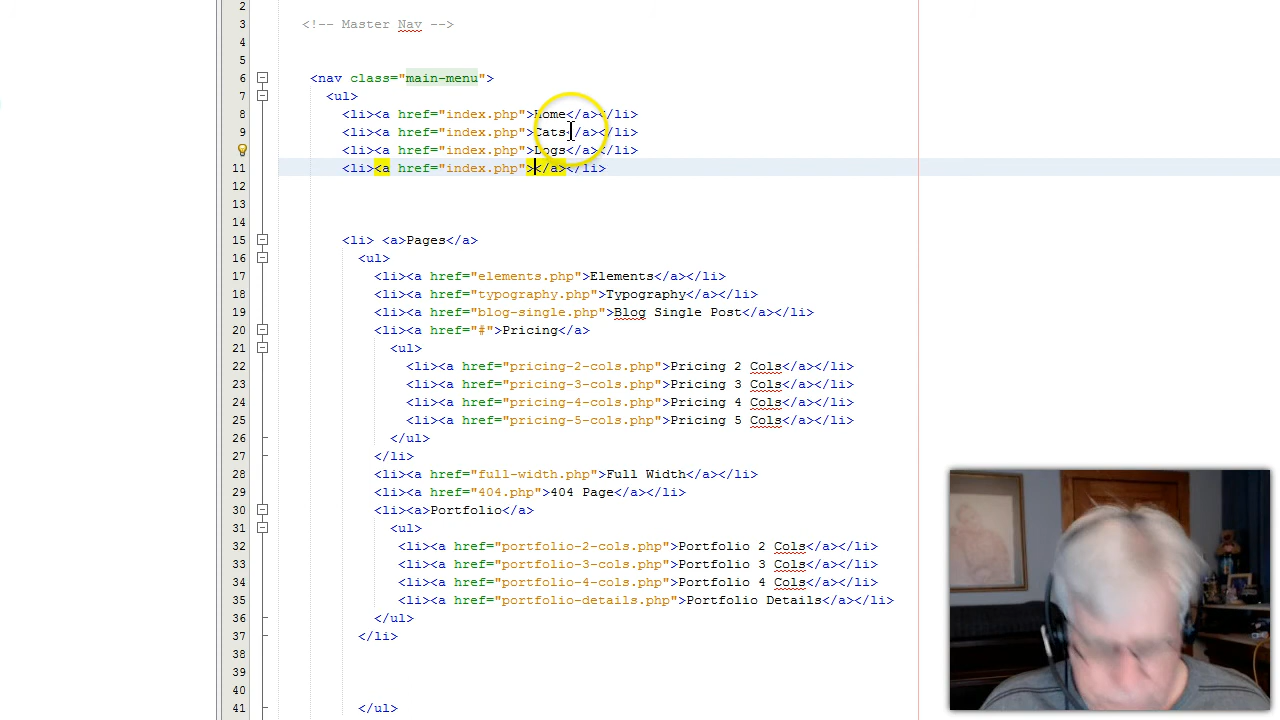 2
3 <!-- Master Nav -->
4
5
6 <nav class="main-menu">
7 <ul>
8 <li><a href="index.php">Home</a></li>
9 <li><a href="index.php">Cats</a></li>
<li><a href="index.php">Dogs</a></li>
11 <li><a href="index.php"></a></li>
12
13
14
15 <li> <a>Pages</a>
16 <ul>
17 <li><a href="elements.php">Elements</a></li>
18 <li><a href="typography.php">Typography</a></li>
19 <li><a href="blog-single.php">Blog Single Post</a></li>
20 <li><a href="#">Pricing</a>
21 <ul>
22 <li><a href="pricing-2-cols.php">Pricing 2 Cols</a></li>
23 <li><a href="pricing-3-cols.php">Pricing 3 Cols</a></li>
24 <li><a href="pricing-4-cols.php">Pricing 4 Cols</a></li>
25 <li><a href="pricing-5-cols.php">Pricing 5 Cols</a></li>
26 </ul>
27 </li>
28 <li><a href="full-width.php">Full Width</a></li>
29 <li><a href="404.php">404 Page</a></li>
30 <li><a>Portfolio</a>
31 <ul>
32 <li><a href="portfolio-2-cols.php">Portfolio 2 Cols</a></li>
33 <li><a href="portfolio-3-cols.php">Portfolio 3 Cols</a></li>
34 <li><a href="portfolio-4-cols.php">Portfolio 4 Cols</a></li>
35 <li><a href="portfolio-details.php">Portfolio Details</a></li>
36 </ul>
37 </li>
38
39
40
41 </ul>